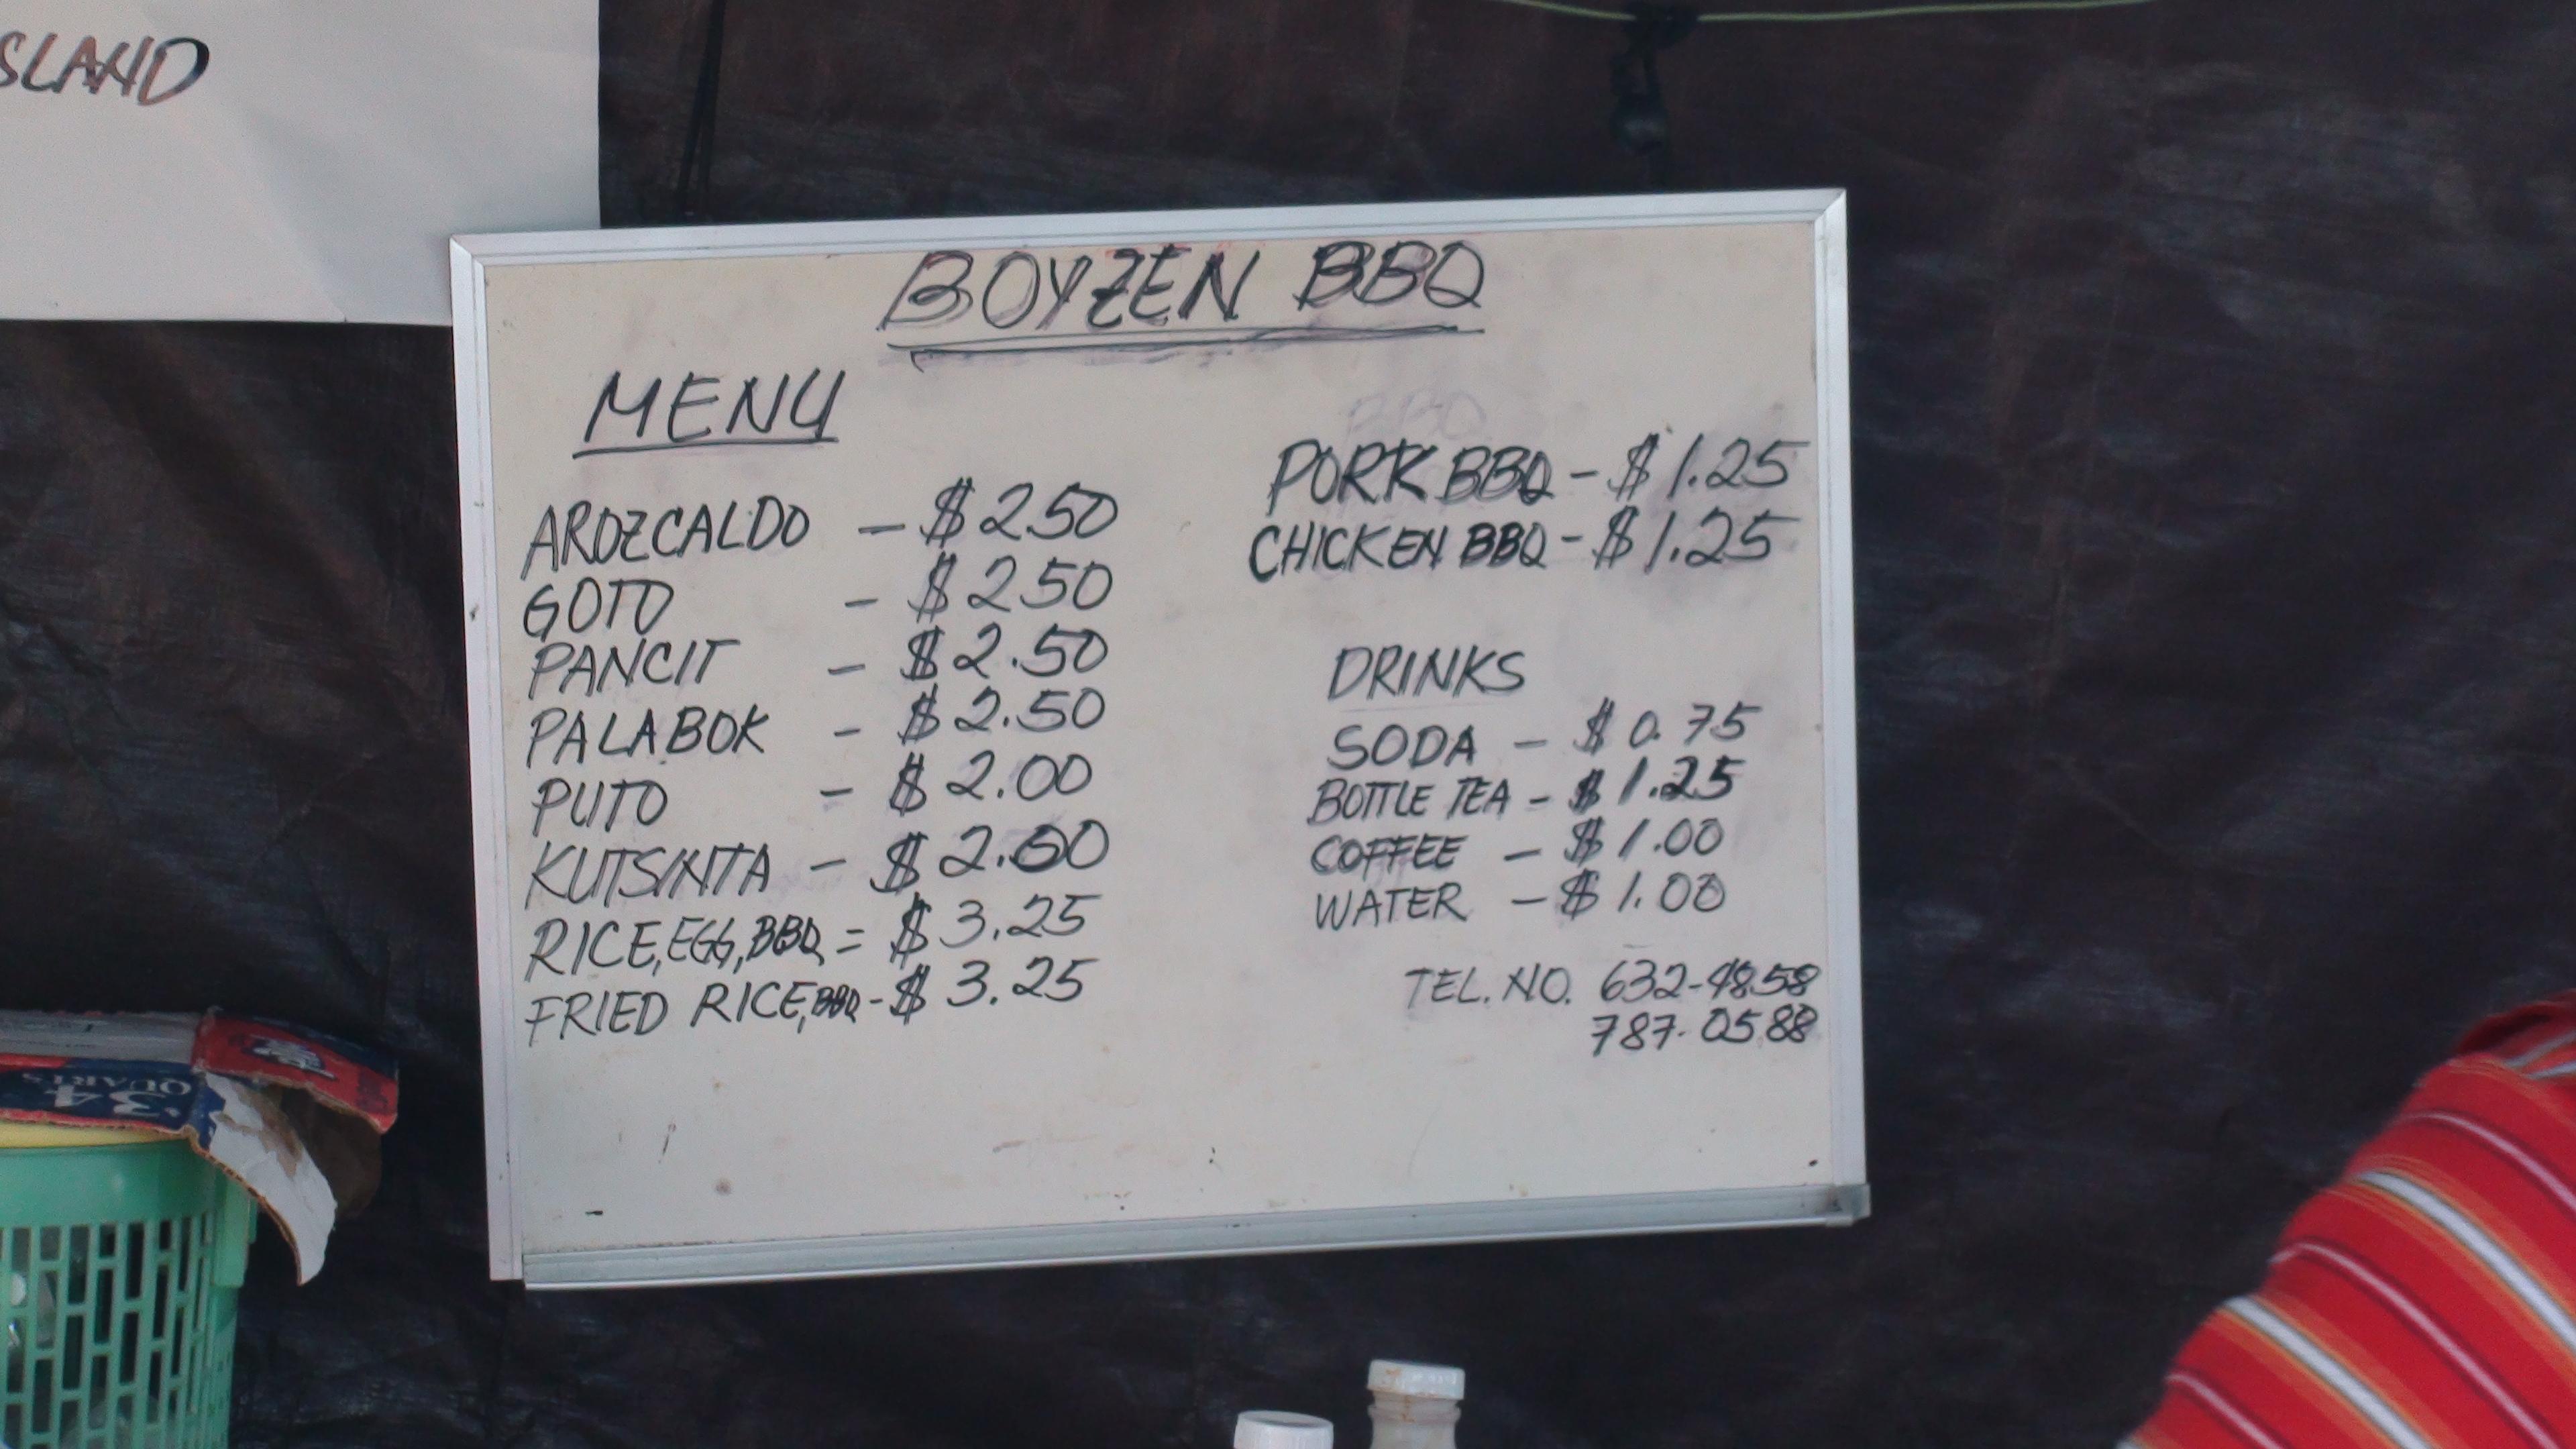 SLAND
BOYZEN BBQ
MENU
AROZCALDO - $2.50
GOTO - $2.50
PANCIT - $2.50
PALABOK - $2.50
PUTO - $2.00
KUTSINTA - $2.00
RICE, EGG, BBQ = $3.25
FRIED RICE, BBQ - $3.25
PORK BBQ - $1.25
CHICKEN BBQ - $1.25
DRINKS
SODA - $0.75
BOTTLE TEA - $1.25
COFFEE - $1.00
WATER - $1.00
TEL. NO. 632-4858
787-0588
34
QUARTS